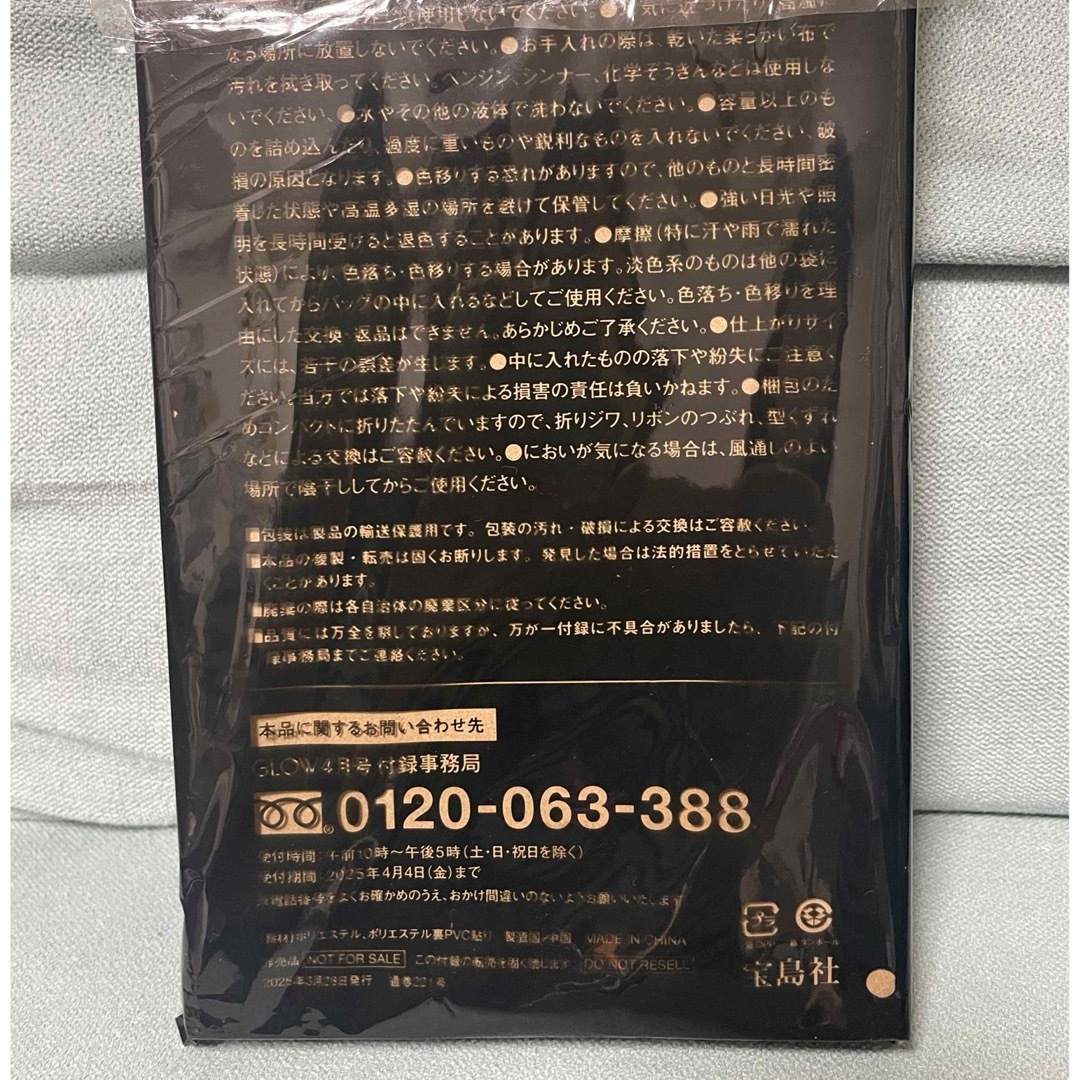 使用しないでください。●
なる場所に放置しないでください。●お手入れの際は、乾いた柔らかい布で
汚れを拭き取ってください。ベンジン、シンナー、化学ぞうきんなどは使用しな
いでください。●水やその他の液体で洗わないでください。●容量以上のも
のを詰め込んだり、過度に重いものや鋭利なものを入れないでください、破
損の原因となります。●色移りする恐れがありますので、他のものと長時間密
着した状態や高温多湿の場所を避けて保管してください。●強い日光や照
明を長時間受けると退色することがあります。●摩擦(特に汗や雨で濡れた
状態)により、色落ち・色移りする場合があります。淡色系のものは他の袋に
入れてからバッグの中に入れるなどしてご使用ください。色落ち・色移りを理
由にした交換・返品はできません。あらかじめご了承ください。●仕上がりサイ
ズには、若干の誤差が生じます。●中に入れたものの落下や紛失にご注意く
ださい。当方では落下や紛失による損害の責任は負いかねます。●梱包のた
めコンパクトに折りたたんでいますので、折りジワ、リボンのつぶれ、型くずれ
などによる交換はご容赦ください。●においが気になる場合は、風通しのよい
場所で陰干ししてからご使用ください。
■包装は製品の輸送保護用です。包装の汚れ・破損による交換はご容赦ください。
■本品の複製・転売は固くお断りします。発見した場合は法的措置をとらせていただ
くことがあります。
■廃棄の際は各自治体の廃棄区分に従ってください。
■品質には万全を期しておりますが、万が一付録に不具合がありましたら、下記の付
録事務局までご連絡ください。
本品に関するお問い合わせ先
GLOW4月号 付録事務局
0120-063-388
受付時間:午前10時〜午後5時(土・日・祝日を除く)
受付期間:2025年4月4日(金)まで
※電話番号をよくお確かめのうえ、おかけ間違いのないようお願いいたします
素材:ポリエステル、ポリエステル裏PVC貼り 製造国:中国 MADE IN CHINA
非売品 NOT FOR SALE この付録の転売を固く禁じます DO NOT RESELL
発行
プラ
宝島社